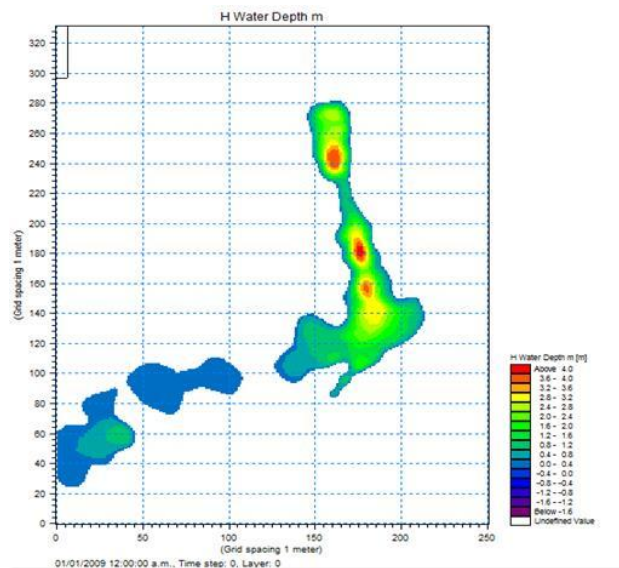 H Water Depth m
320
300
280
260
240
220
200
180
160
140
120
100
80
60
40
20
0
(Grid spacing 1 meter)
0 50 100 150 200 250
(Grid spacing 1 meter)
01/01/2009 12:00:00 a.m., Time step: 0, Layer: 0
H Water Depth m [m]
Above 4.0
3.6 - 4.0
3.2 - 3.6
2.8 - 3.2
2.4 - 2.8
2.0 - 2.4
1.6 - 2.0
1.2 - 1.6
0.8 - 1.2
0.4 - 0.8
0.0 - 0.4
-0.4 - 0.0
-0.8 - -0.4
-1.2 - -0.8
-1.6 - -1.2
Below -1.6
Undefined Value